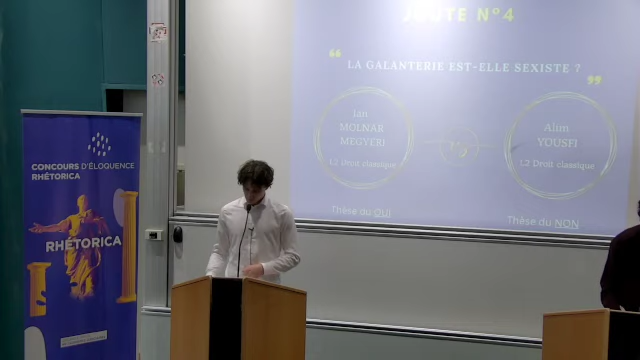 JOUTE N°4
“ LA GALANTERIE EST-ELLE SEXISTE ? ”
Ian
MOLNAR
MEGYERI
L2 Droit classique
Alim
YOUSFI
L2 Droit classique
Thèse du OUI
Thèse du NON
CONCOURS D'ÉLOQUENCE
RHÉTORICA
RHÉTORICA